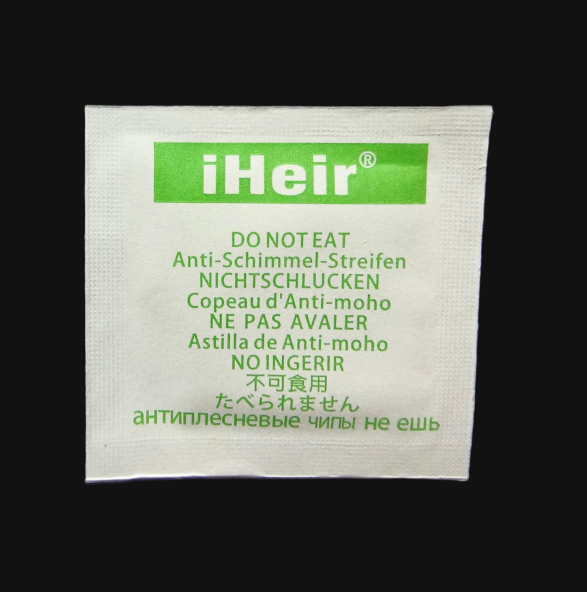 iHeir®
DO NOT EAT
Anti-Schimmel-Streifen
NICHTSCHLUCKEN
Copeau d'Anti-moho
NE PAS AVALER
Astilla de Anti-moho
NO INGERIR
不可食用
たべられません
антиплесневые чипы не ешь